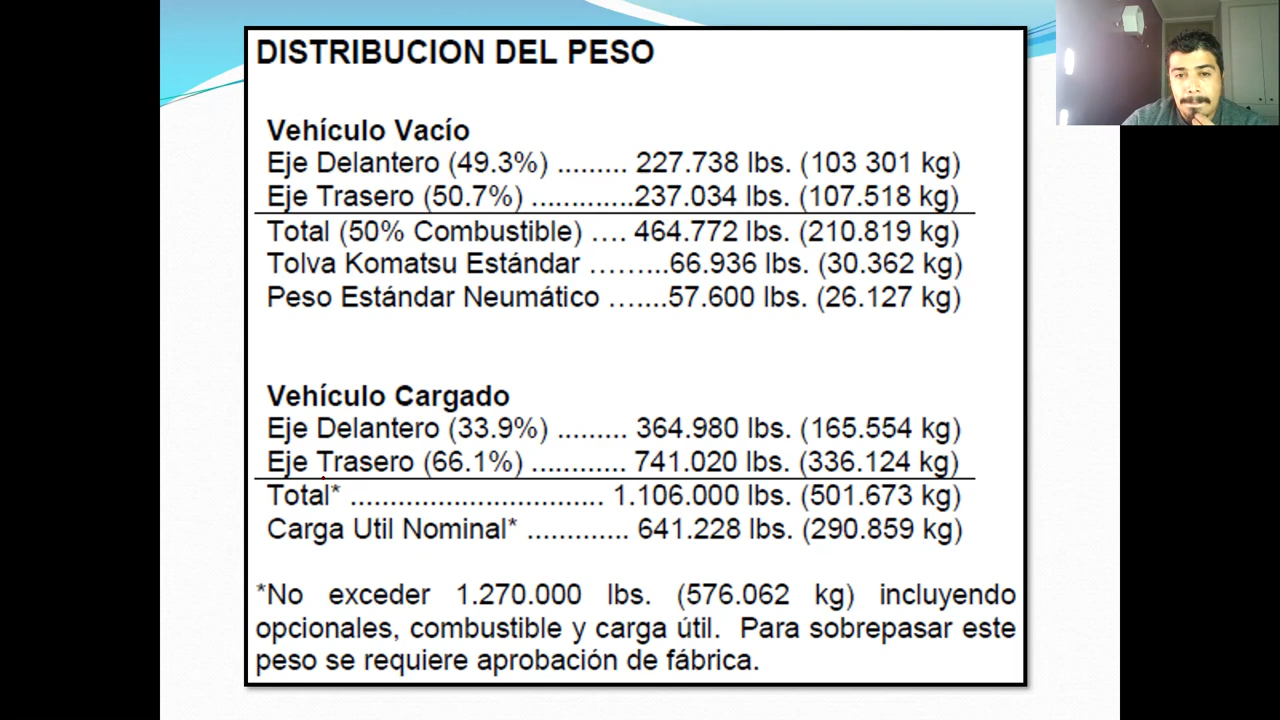 DISTRIBUCION DEL PESO
Vehículo Vacío
Eje Delantero (49.3%) ......... 227.738 lbs. (103 301 kg)
Eje Trasero (50.7%) .............237.034 lbs. (107.518 kg)
Total (50% Combustible) .... 464.772 lbs. (210.819 kg)
Tolva Komatsu Estándar .........66.936 lbs. (30.362 kg)
Peso Estándar Neumático .......57.600 lbs. (26.127 kg)
Vehículo Cargado
Eje Delantero (33.9%) ......... 364.980 lbs. (165.554 kg)
Eje Trasero (66.1%) ............ 741.020 lbs. (336.124 kg)
Total* ................................ 1.106.000 lbs. (501.673 kg)
Carga Util Nominal* ............. 641.228 lbs. (290.859 kg)
*No exceder 1.270.000 lbs. (576.062 kg) incluyendo
opcionales, combustible y carga útil. Para sobrepasar este
peso se requiere aprobación de fábrica.